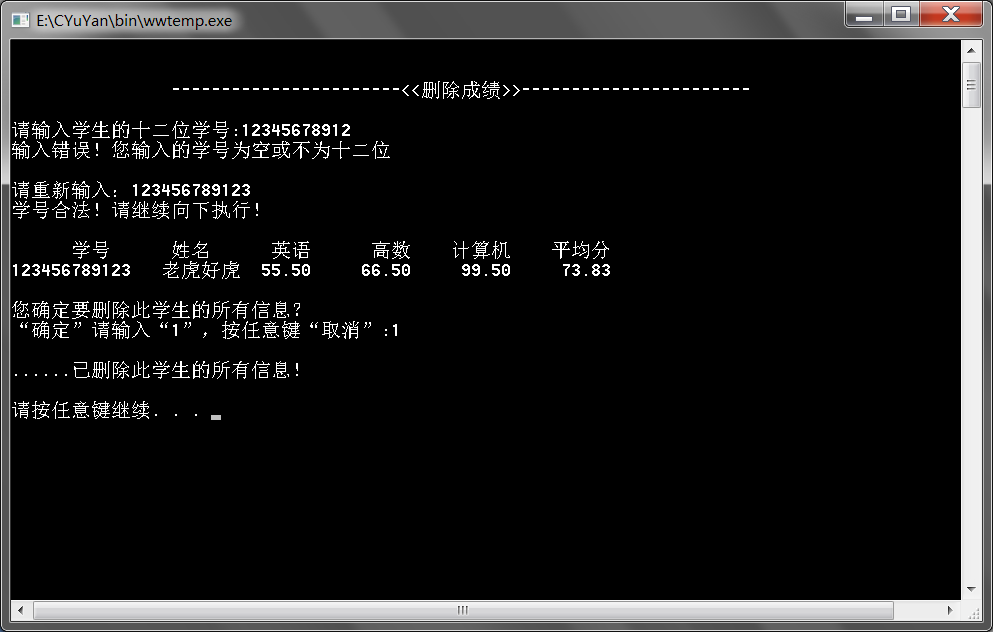 E:\CYuYan\bin\wwtemp.exe
-----------------------<<删除成绩>>-----------------------
请输入学生的十二位学号:12345678912
输入错误！您输入的学号为空或不为十二位
请重新输入：123456789123
学号合法！请继续向下执行！
学号 姓名 英语 高数 计算机 平均分
123456789123 老虎好虎 55.50 66.50 99.50 73.83
您确定要删除此学生的所有信息？
“确定”请输入“1”，按任意键“取消”:1
......已删除此学生的所有信息！
请按任意键继续. . .